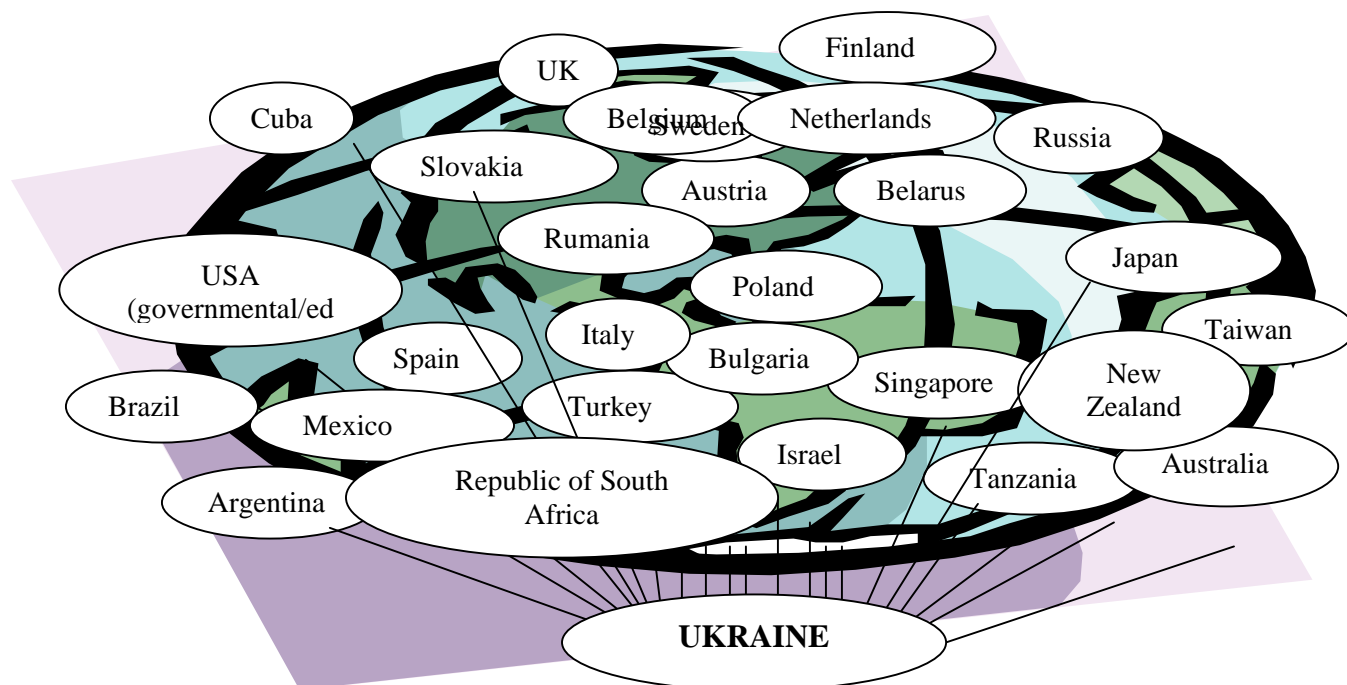 Finland
UK
Cuba
Belgium
Sweden
Netherlands
Russia
Slovakia
Austria
Belarus
Rumania
Japan
USA
(governmental/ed
Poland
Italy
Taiwan
Spain
Bulgaria
Singapore
New
Zealand
Brazil
Mexico
Turkey
Israel
Tanzania
Australia
Argentina
Republic of South
Africa
UKRAINE